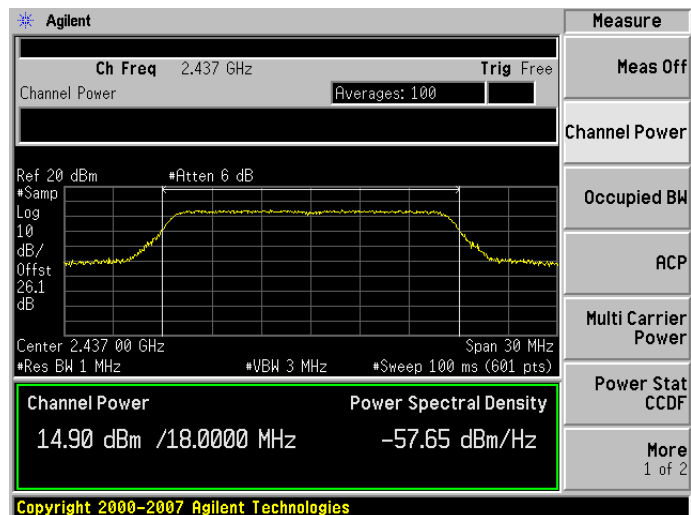 Agilent
Measure
Ch Freq 2.437 GHz Trig Free
Channel Power Averages: 100
Meas Off
Channel Power
Occupied BW
ACP
Multi Carrier
Power
Power Stat
CCDF
More
1 of 2
Ref 20 dBm #Atten 6 dB
#Samp
Log
10
dB/
Offst
26.1
dB
Center 2.437 00 GHz Span 30 MHz
#Res BW 1 MHz #VBW 3 MHz #Sweep 100 ms (601 pts)
Channel Power Power Spectral Density
14.90 dBm /18.0000 MHz -57.65 dBm/Hz
Copyright 2000-2007 Agilent Technologies